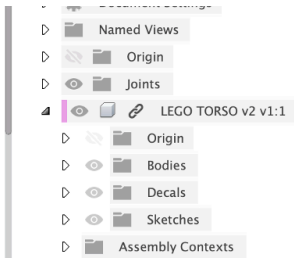 Named Views
Origin
Joints
LEGO TORSO v2 v1:1
Origin
Bodies
Decals
Sketches
Assembly Contexts